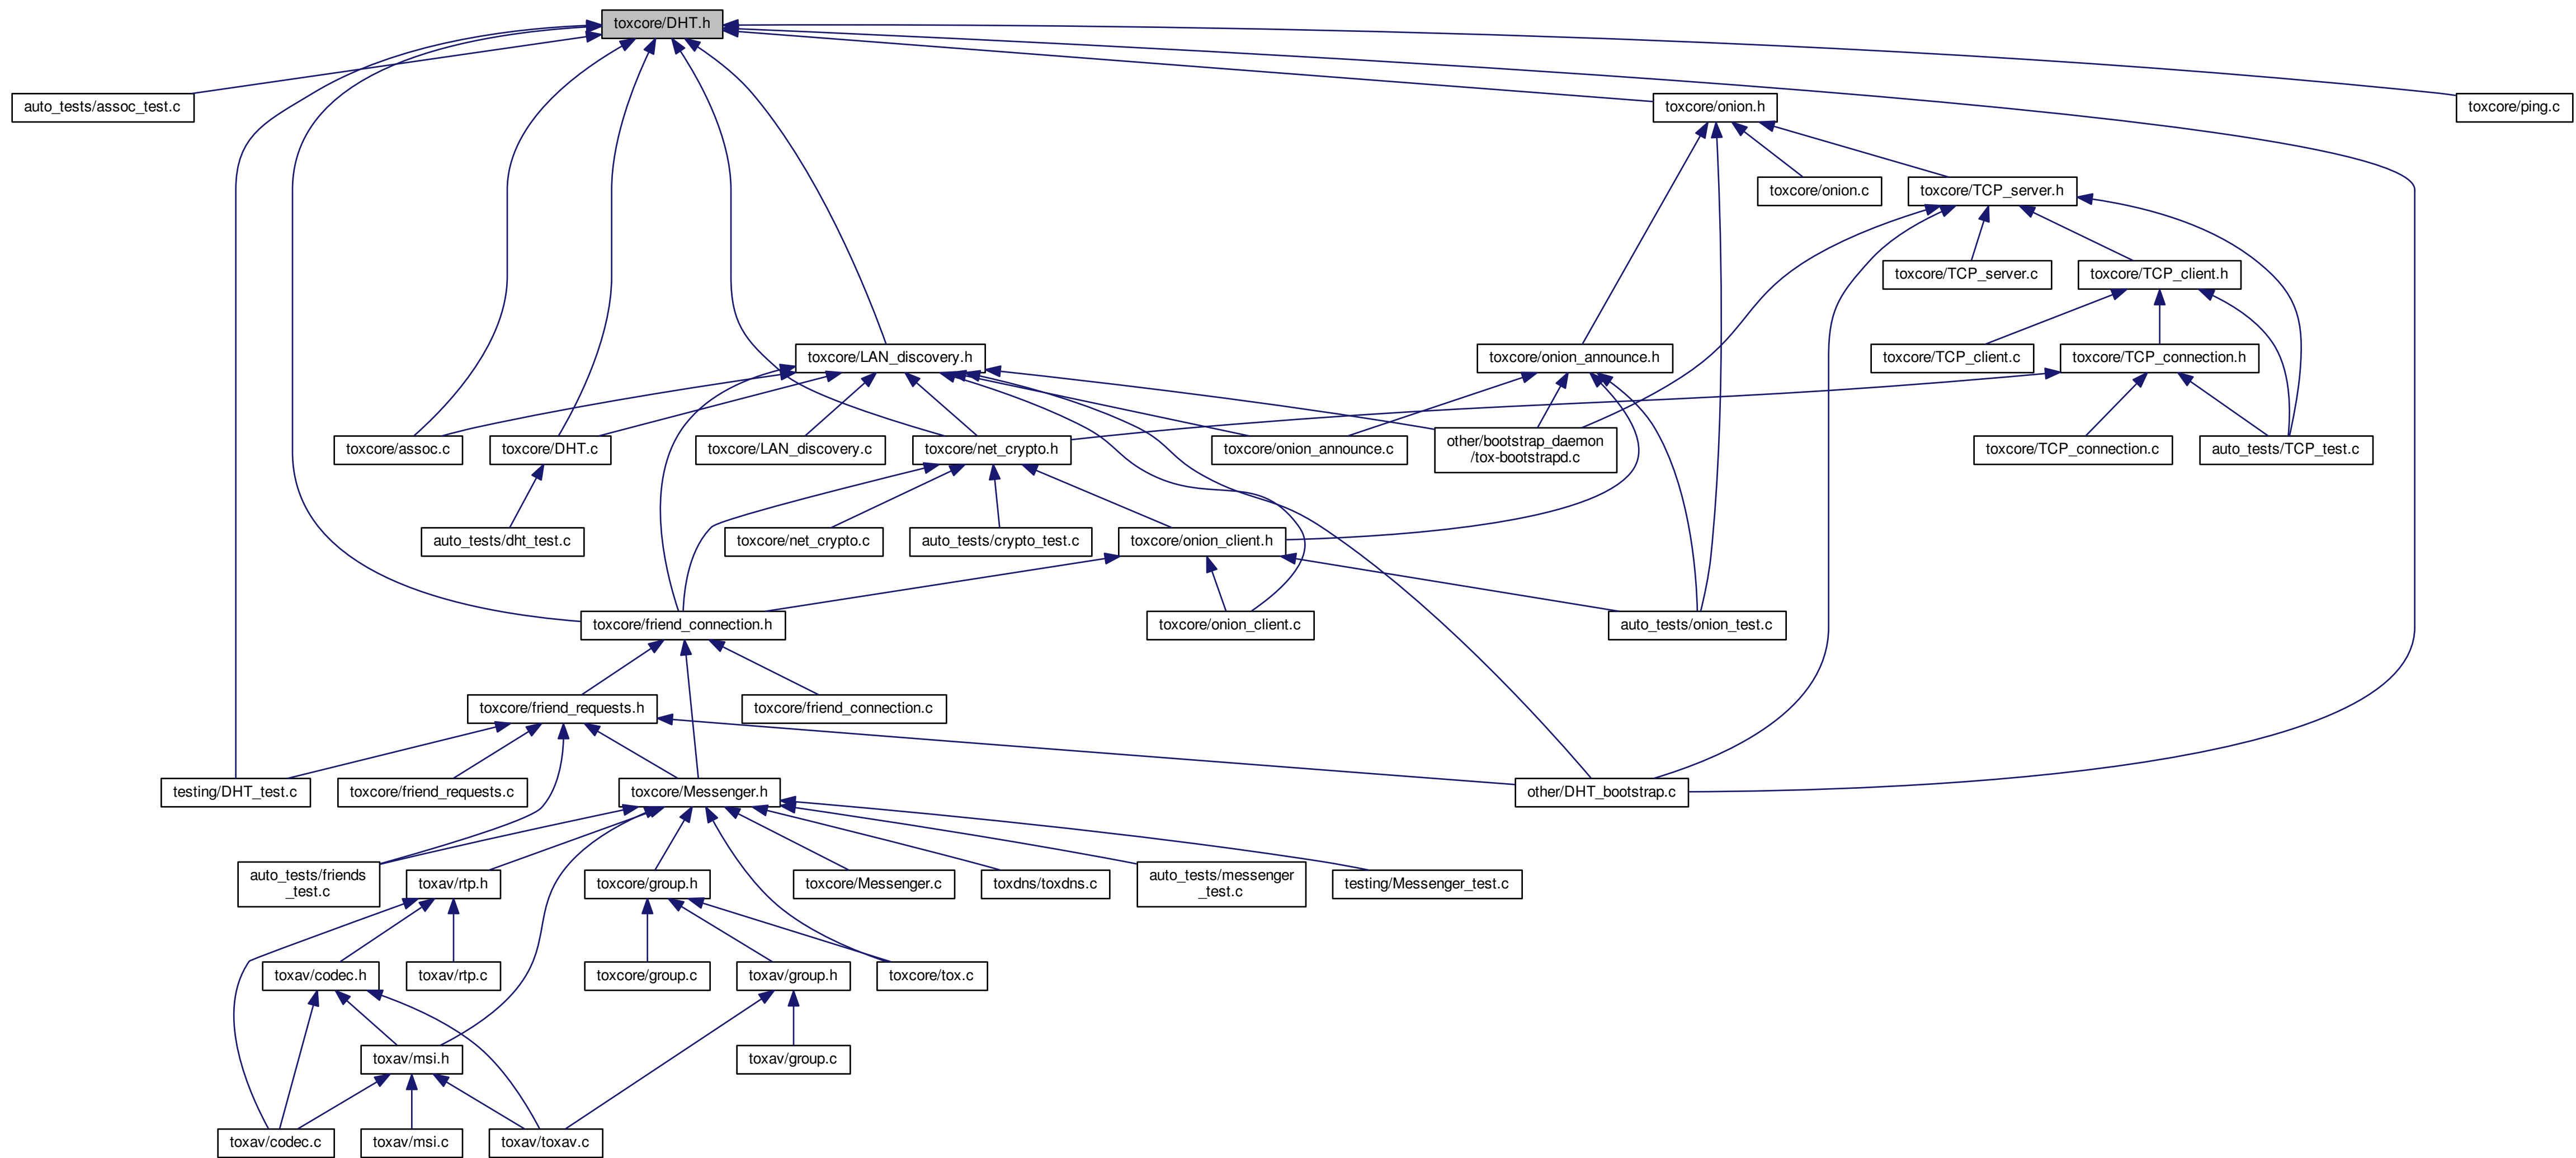 toxcore/DHT.h
auto_tests/assoc_test.c
toxcore/onion.h
toxcore/ping.c
toxcore/onion.c
toxcore/TCP_server.h
toxcore/TCP_server.c
toxcore/TCP_client.h
toxcore/LAN_discovery.h
toxcore/onion_announce.h
toxcore/TCP_client.c
toxcore/TCP_connection.h
toxcore/assoc.c
toxcore/DHT.c
toxcore/LAN_discovery.c
toxcore/net_crypto.h
toxcore/onion_announce.c
other/bootstrap_daemon
/tox-bootstrapd.c
toxcore/TCP_connection.c
auto_tests/TCP_test.c
auto_tests/dht_test.c
toxcore/net_crypto.c
auto_tests/crypto_test.c
toxcore/onion_client.h
toxcore/friend_connection.h
toxcore/onion_client.c
auto_tests/onion_test.c
toxcore/friend_requests.h
toxcore/friend_connection.c
testing/DHT_test.c
toxcore/friend_requests.c
toxcore/Messenger.h
other/DHT_bootstrap.c
auto_tests/friends
_test.c
toxav/rtp.h
toxcore/group.h
toxcore/Messenger.c
toxdns/toxdns.c
auto_tests/messenger
_test.c
testing/Messenger_test.c
toxav/codec.h
toxav/rtp.c
toxcore/group.c
toxav/group.h
toxcore/tox.c
toxav/msi.h
toxav/group.c
toxav/codec.c
toxav/msi.c
toxav/toxav.c